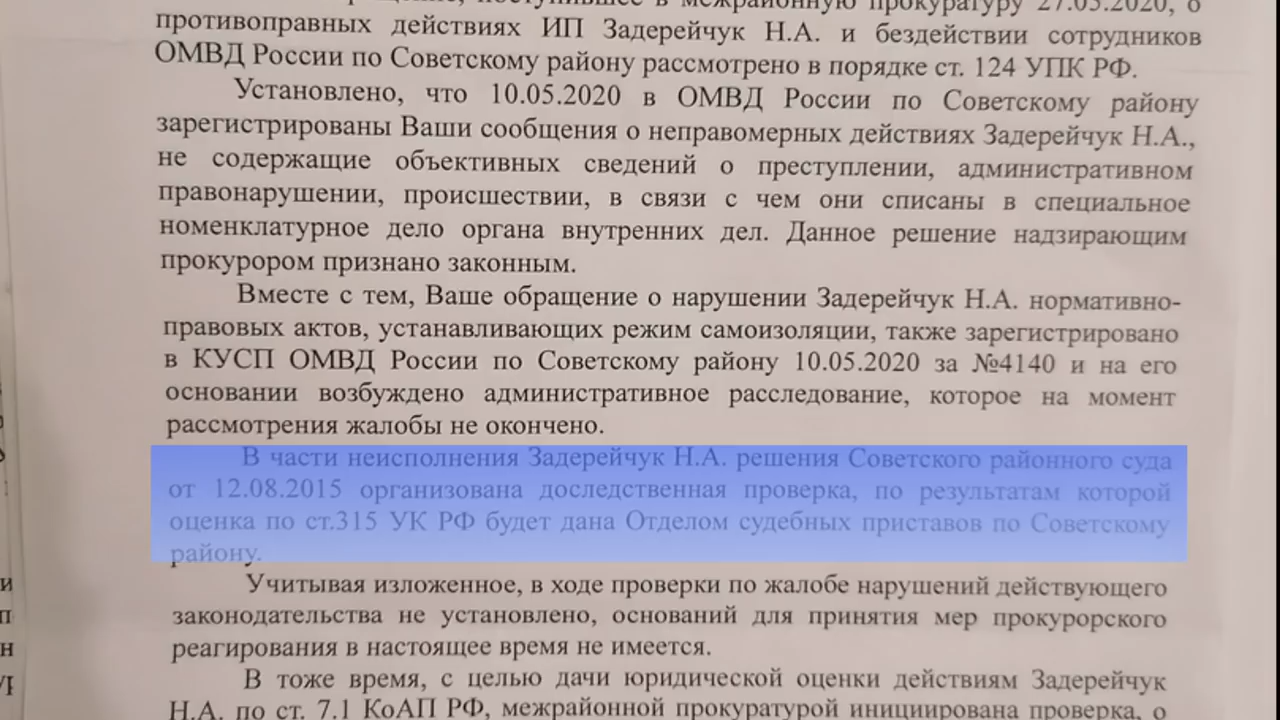 поступившее в межрайонную прокуратуру 27.05.2020, о
противоправных действиях ИП Задерейчук Н.А. и бездействии сотрудников
ОМВД России по Советскому району рассмотрено в порядке ст. 124 УПК РФ.
Установлено, что 10.05.2020 в ОМВД России по Советскому району
зарегистрированы Ваши сообщения о неправомерных действиях Задерейчук Н.А.,
не содержащие объективных сведений о преступлении, административном
правонарушении, происшествии, в связи с чем они списаны в специальное
номенклатурное дело органа внутренних дел. Данное решение надзирающим
прокурором признано законным.
Вместе с тем, Ваше обращение о нарушении Задерейчук Н.А. нормативно-
правовых актов, устанавливающих режим самоизоляции, также зарегистрировано
в КУСП ОМВД России по Советскому району 10.05.2020 за №4140 и на его
основании возбуждено административное расследование, которое на момент
рассмотрения жалобы не окончено.
В части неисполнения Задерейчук Н.А. решения Советского районного суда
от 12.08.2015 организована доследственная проверка, по результатам которой
оценка по ст.315 УК РФ будет дана Отделом судебных приставов по Советскому
району.
Учитывая изложенное, в ходе проверки по жалобе нарушений действующего
законодательства не установлено, оснований для принятия мер прокурорского
реагирования в настоящее время не имеется.
В тоже время, с целью дачи юридической оценки действиям Задерейчук
Н.А. по ст. 7.1 КоАП РФ, межрайонной прокуратурой инициирована проверка, о